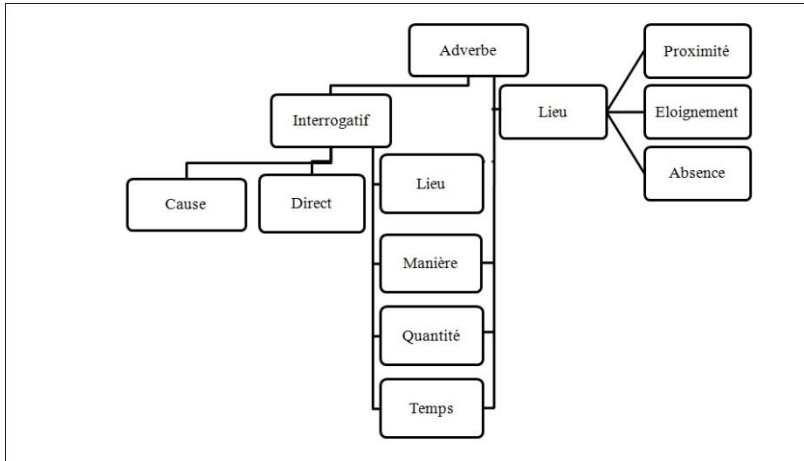 Adverbe
Proximité
Interrogatif
Lieu
Eloignement
Cause
Direct
Lieu
Absence
Manière
Quantité
Temps